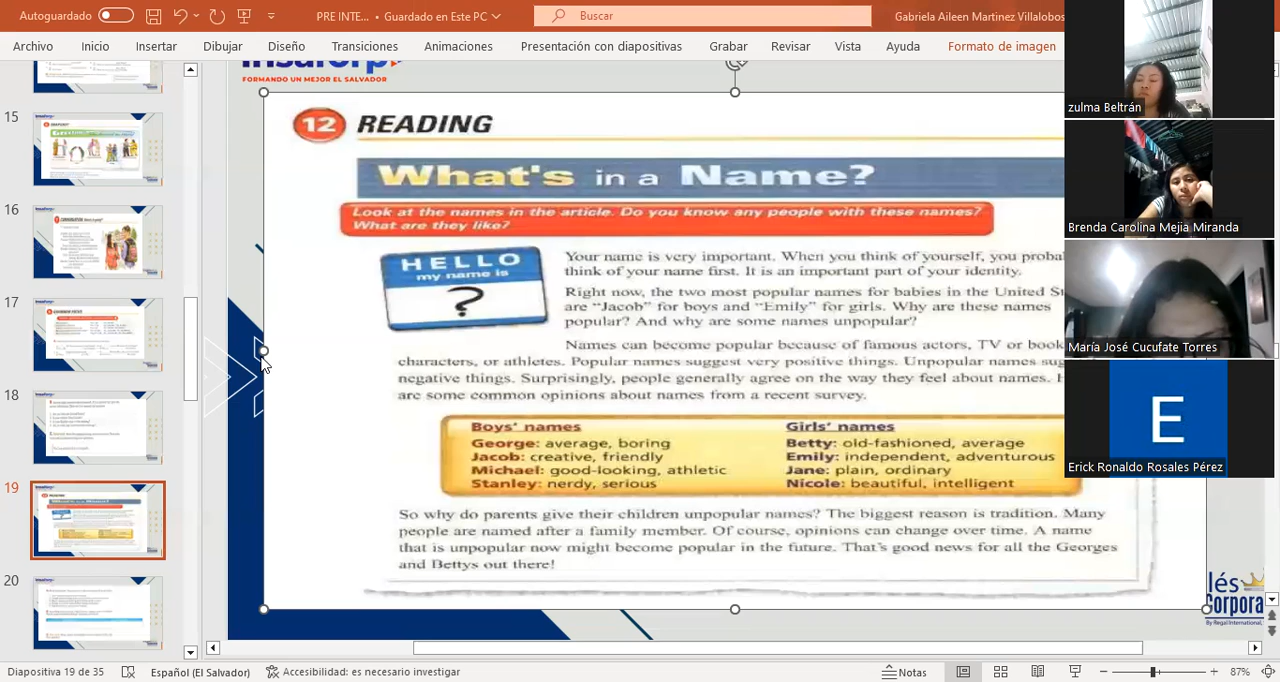 Autoguardado
PRE INTE... • Guardado en Este PC
Buscar
Gabriela Aileen Martinez Villalobos
Archivo Inicio Insertar Dibujar Diseño Transiciones Animaciones Presentación con diapositivas Grabar Revisar Vista Ayuda Formato de imagen
FORMANDO UN MEJOR EL SALVADOR
12 READING
What's in a Name?
Look at the names in the article. Do you know any people with these names?
What are they like?
HELLO
my name is
?
Your name is very important. When you think of yourself, you
think of your name first. It is an important part of your identity.
Right now, the two most popular names for babies in the United
are "Jacob" for boys and "Emily" for girls. Why are these names
popular? And why are some names unpopular?
Names can become popular because of famous actors, TV or book
characters, or athletes. Popular names suggest very positive things. Unpopular names
negative things. Surprisingly, people generally agree on the way they feel about names.
are some common opinions about names from a recent survey.
Boys' names
George: average, boring
Jacob: creative, friendly
Michael: good-looking, athletic
Stanley: nerdy, serious
Girls' names
Betty: old-fashioned, average
Emily: independent, adventurous
Jane: plain, ordinary
Nicole: beautiful, intelligent
So why do parents give their children unpopular names? The biggest reason is tradition. Many
people are named after a family member. Of course, opinions can change over time. A name
that is unpopular now might become popular in the future. That's good news for all the Georges
and Bettys out there!
zulma Beltrán
Brenda Carolina Mejia Miranda
María José Cucufate Torres
E
Erick Ronaldo Rosales Pérez
15
16
17
18
19
20
By Regal International,
Diapositiva 19 de 35
Español (El Salvador)
Accesibilidad: es necesario investigar
Notas
87%